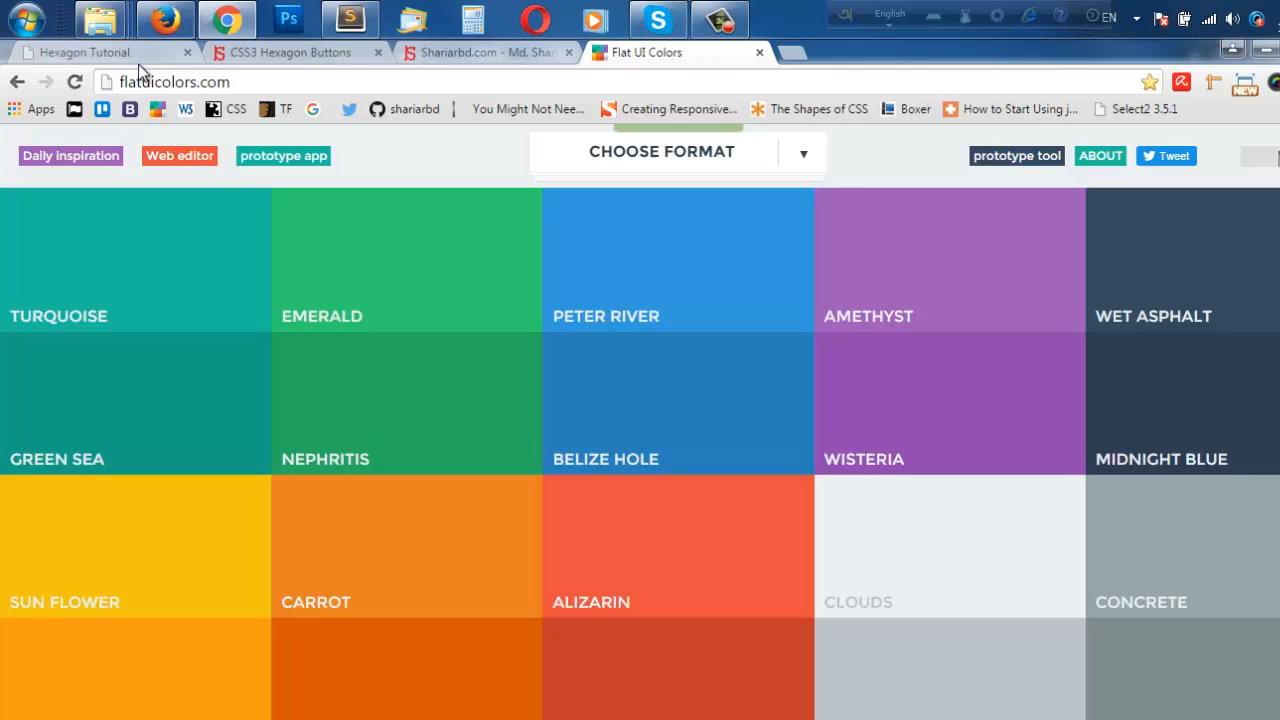 Ps
S
S
English
EN
Hexagon Tutorial
CSS3 Hexagon Buttons
Shariarbd.com - Md. Shar
Flat UI Colors
flatuicolors.com
NEW
Apps
B
W3
CSS
TF
G
shariarbd
You Might Not Nee...
Creating Responsive...
The Shapes of CSS
Boxer
How to Start Using j...
Select2 3.5.1
Daily inspiration
Web editor
prototype app
CHOOSE FORMAT
prototype tool
ABOUT
Tweet
TURQUOISE
EMERALD
PETER RIVER
AMETHYST
WET ASPHALT
GREEN SEA
NEPHRITIS
BELIZE HOLE
WISTERIA
MIDNIGHT BLUE
SUN FLOWER
CARROT
ALIZARIN
CLOUDS
CONCRETE